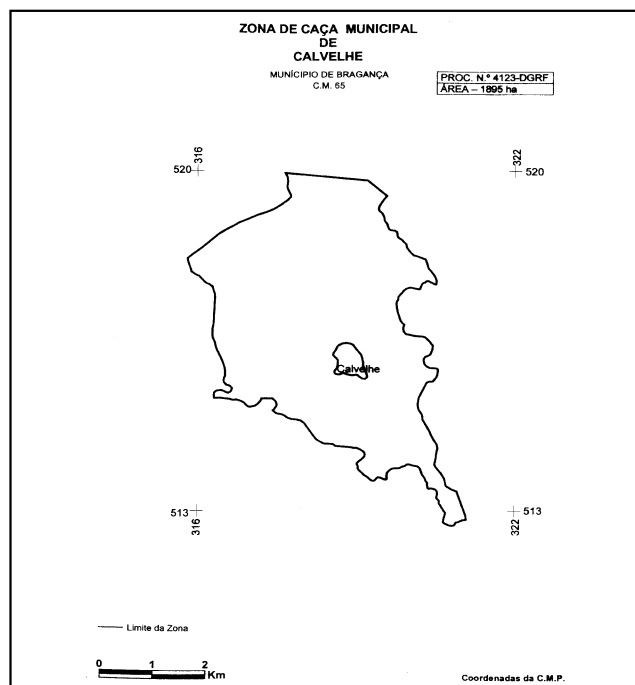 ZONA DE CAÇA MUNICIPAL
DE
CALVELHE
MUNÍCIPIO DE BRAGANÇA
C.M. 65
PROC. N.º 4123-DGRF
ÁREA – 1895 ha
316
322
520
520
Calvelhe
513
513
316
322
Limite da Zona
0 1 2
Km
Coordenadas da C.M.P.